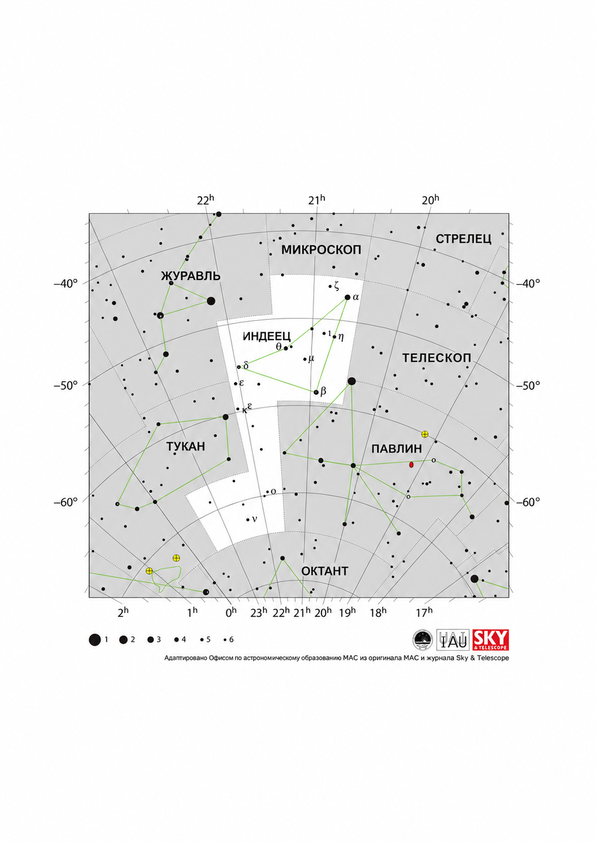 22h 21h 20h
СТРЕЛЕЦ
МИКРОСКОП
ЖУРАВЛЬ
−40° −40°
ζ
α
ИНДЕЕЦ
θ ι η
μ
ТЕЛЕСКОП
δ
ε
−50° −50°
β
κ²
ТУКАН
ПАВЛИН
−60° −60°
ο
ν
ОКТАНТ
2h 1h 0h 23h 22h 21h 20h 19h 18h 17h
1 2 3 4 5 6
IAU
SKY
& TELESCOPE
Адаптировано Офисом по астрономическому образованию МАС из оригинала МАС и журнала Sky & Telescope